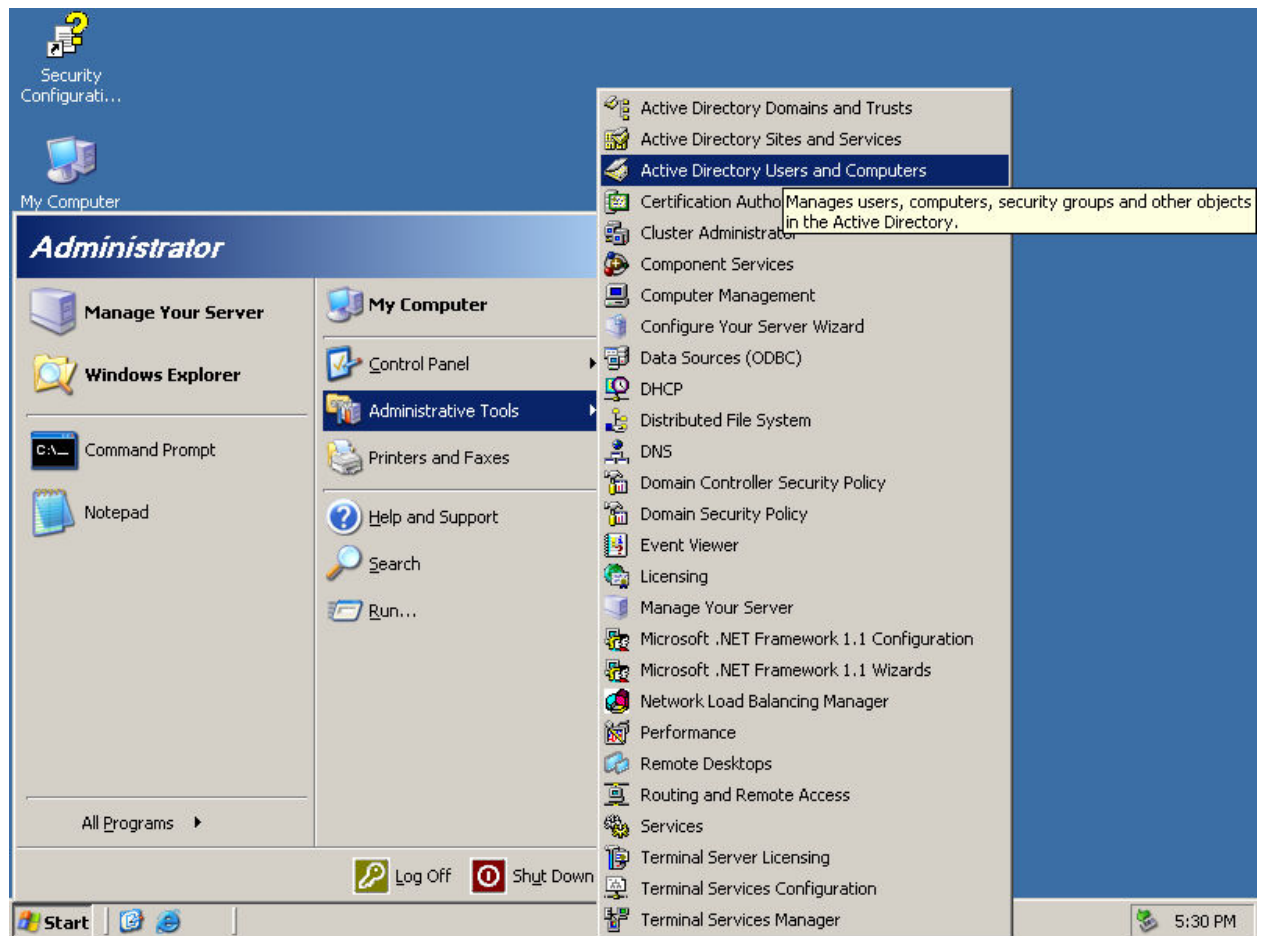 Security
Configurati...
My Computer
Administrator
Manage Your Server
Windows Explorer
Command Prompt
Notepad
All Programs
My Computer
Control Panel
Administrative Tools
Printers and Faxes
Help and Support
Search
Run...
Log Off
Shut Down
Active Directory Domains and Trusts
Active Directory Sites and Services
Active Directory Users and Computers
Certification Autho
Manages users, computers, security groups and other objects
in the Active Directory.
Cluster Administrator
Component Services
Computer Management
Configure Your Server Wizard
Data Sources (ODBC)
DHCP
Distributed File System
DNS
Domain Controller Security Policy
Domain Security Policy
Event Viewer
Licensing
Manage Your Server
Microsoft .NET Framework 1.1 Configuration
Microsoft .NET Framework 1.1 Wizards
Network Load Balancing Manager
Performance
Remote Desktops
Routing and Remote Access
Services
Terminal Server Licensing
Terminal Services Configuration
Terminal Services Manager
Start
5:30 PM